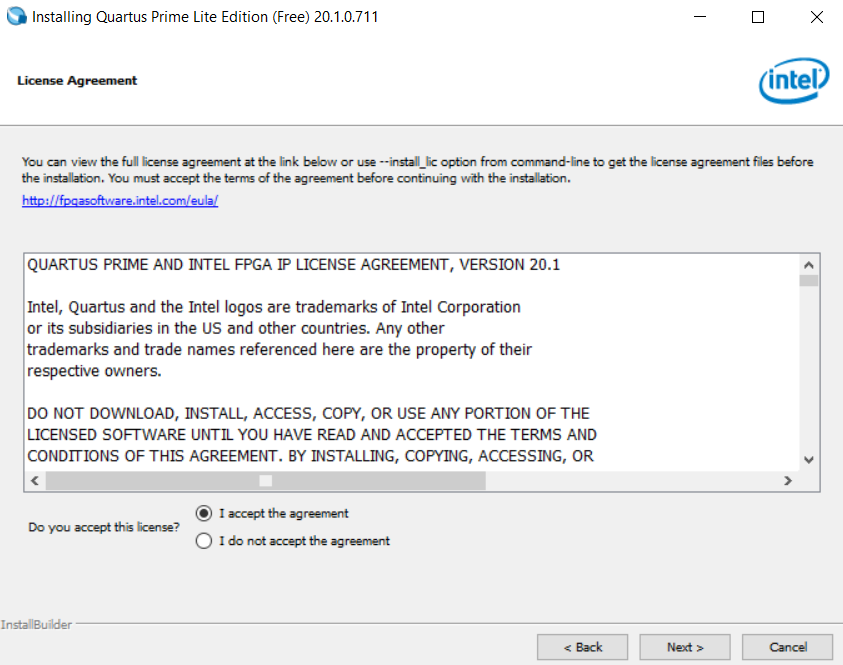 Installing Quartus Prime Lite Edition (Free) 20.1.0.711
License Agreement
intel
You can view the full license agreement at the link below or use --install_lic option from command-line to get the license agreement files before
the installation. You must accept the terms of the agreement before continuing with the installation.
http://fpgasoftware.intel.com/eula/
QUARTUS PRIME AND INTEL FPGA IP LICENSE AGREEMENT, VERSION 20.1
Intel, Quartus and the Intel logos are trademarks of Intel Corporation
or its subsidiaries in the US and other countries. Any other
trademarks and trade names referenced here are the property of their
respective owners.
DO NOT DOWNLOAD, INSTALL, ACCESS, COPY, OR USE ANY PORTION OF THE
LICENSED SOFTWARE UNTIL YOU HAVE READ AND ACCEPTED THE TERMS AND
CONDITIONS OF THIS AGREEMENT. BY INSTALLING, COPYING, ACCESSING, OR
Do you accept this license?
I accept the agreement
I do not accept the agreement
InstallBuilder
< Back
Next >
Cancel